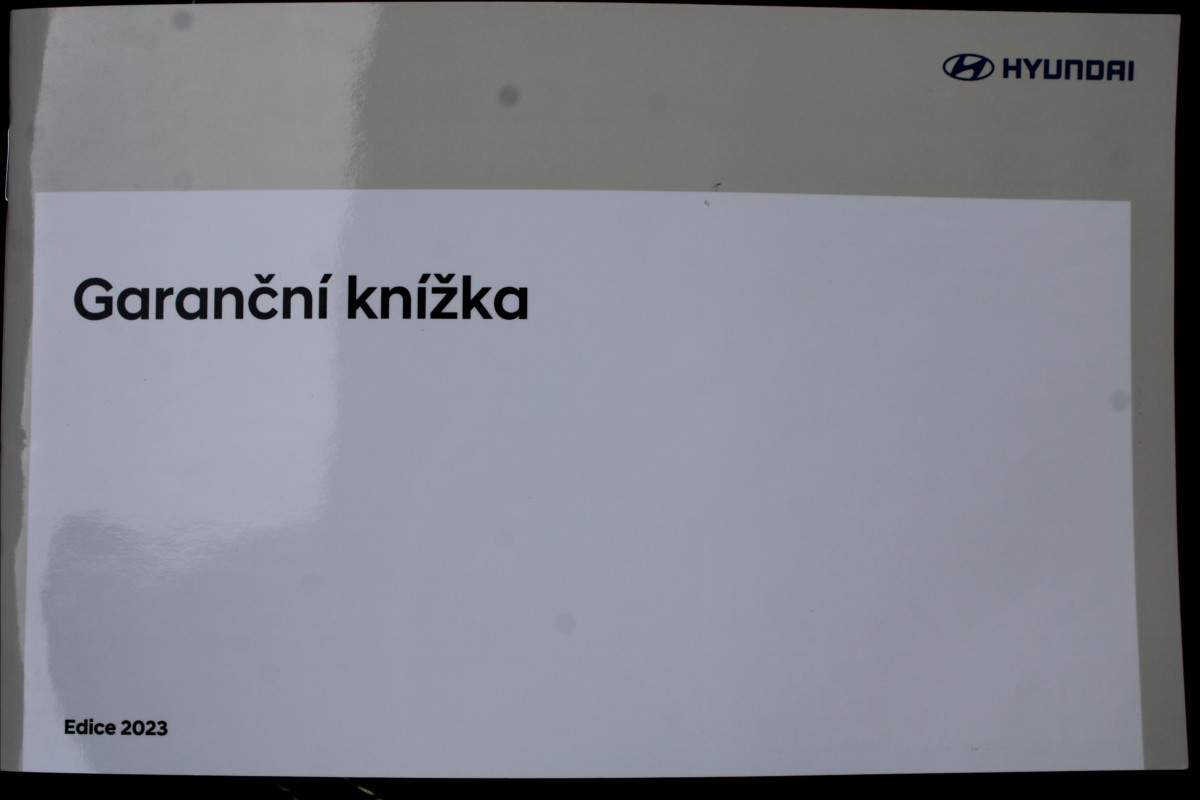 HYUNDAI
Garanční knížka
Edice 2023